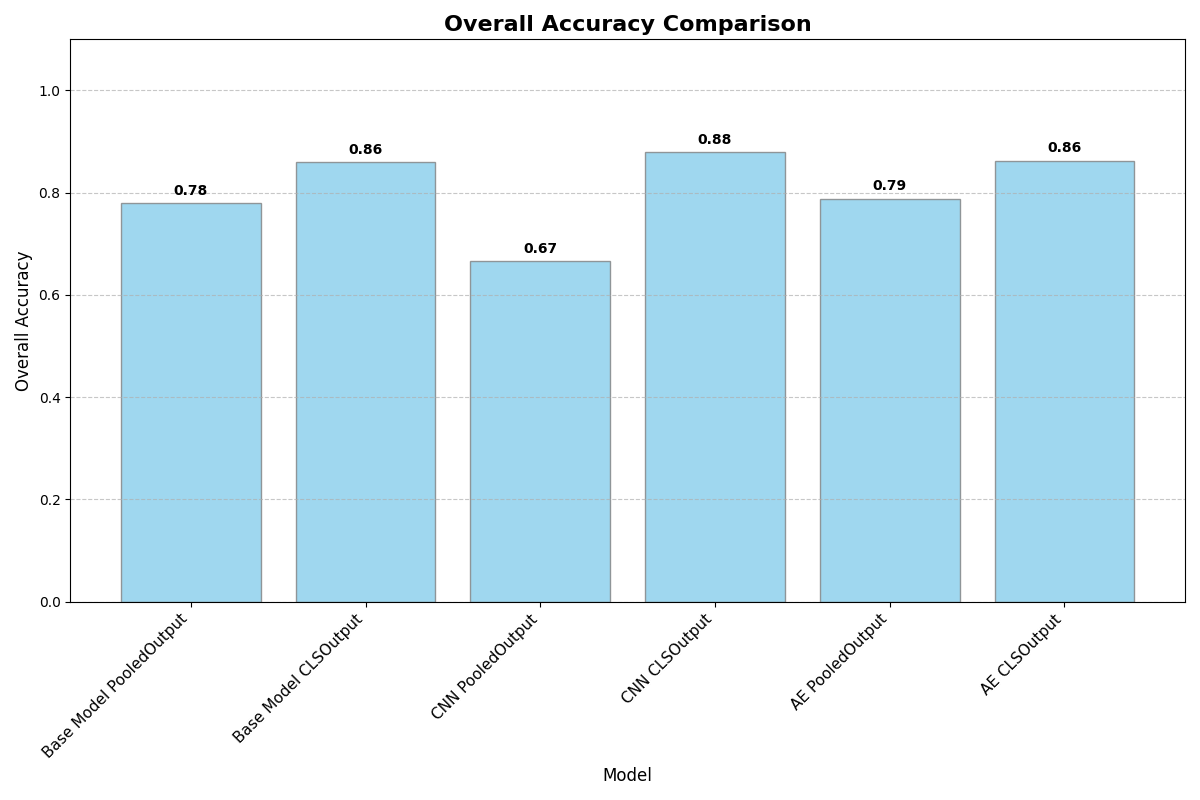 Overall Accuracy Comparison
Overall Accuracy
1.0
0.8
0.6
0.4
0.2
0.0
0.78
0.86
0.67
0.88
0.79
0.86
Base Model PooledOutput
Base Model CLSOutput
CNN PooledOutput
CNN CLSOutput
AE PooledOutput
AE CLSOutput
Model